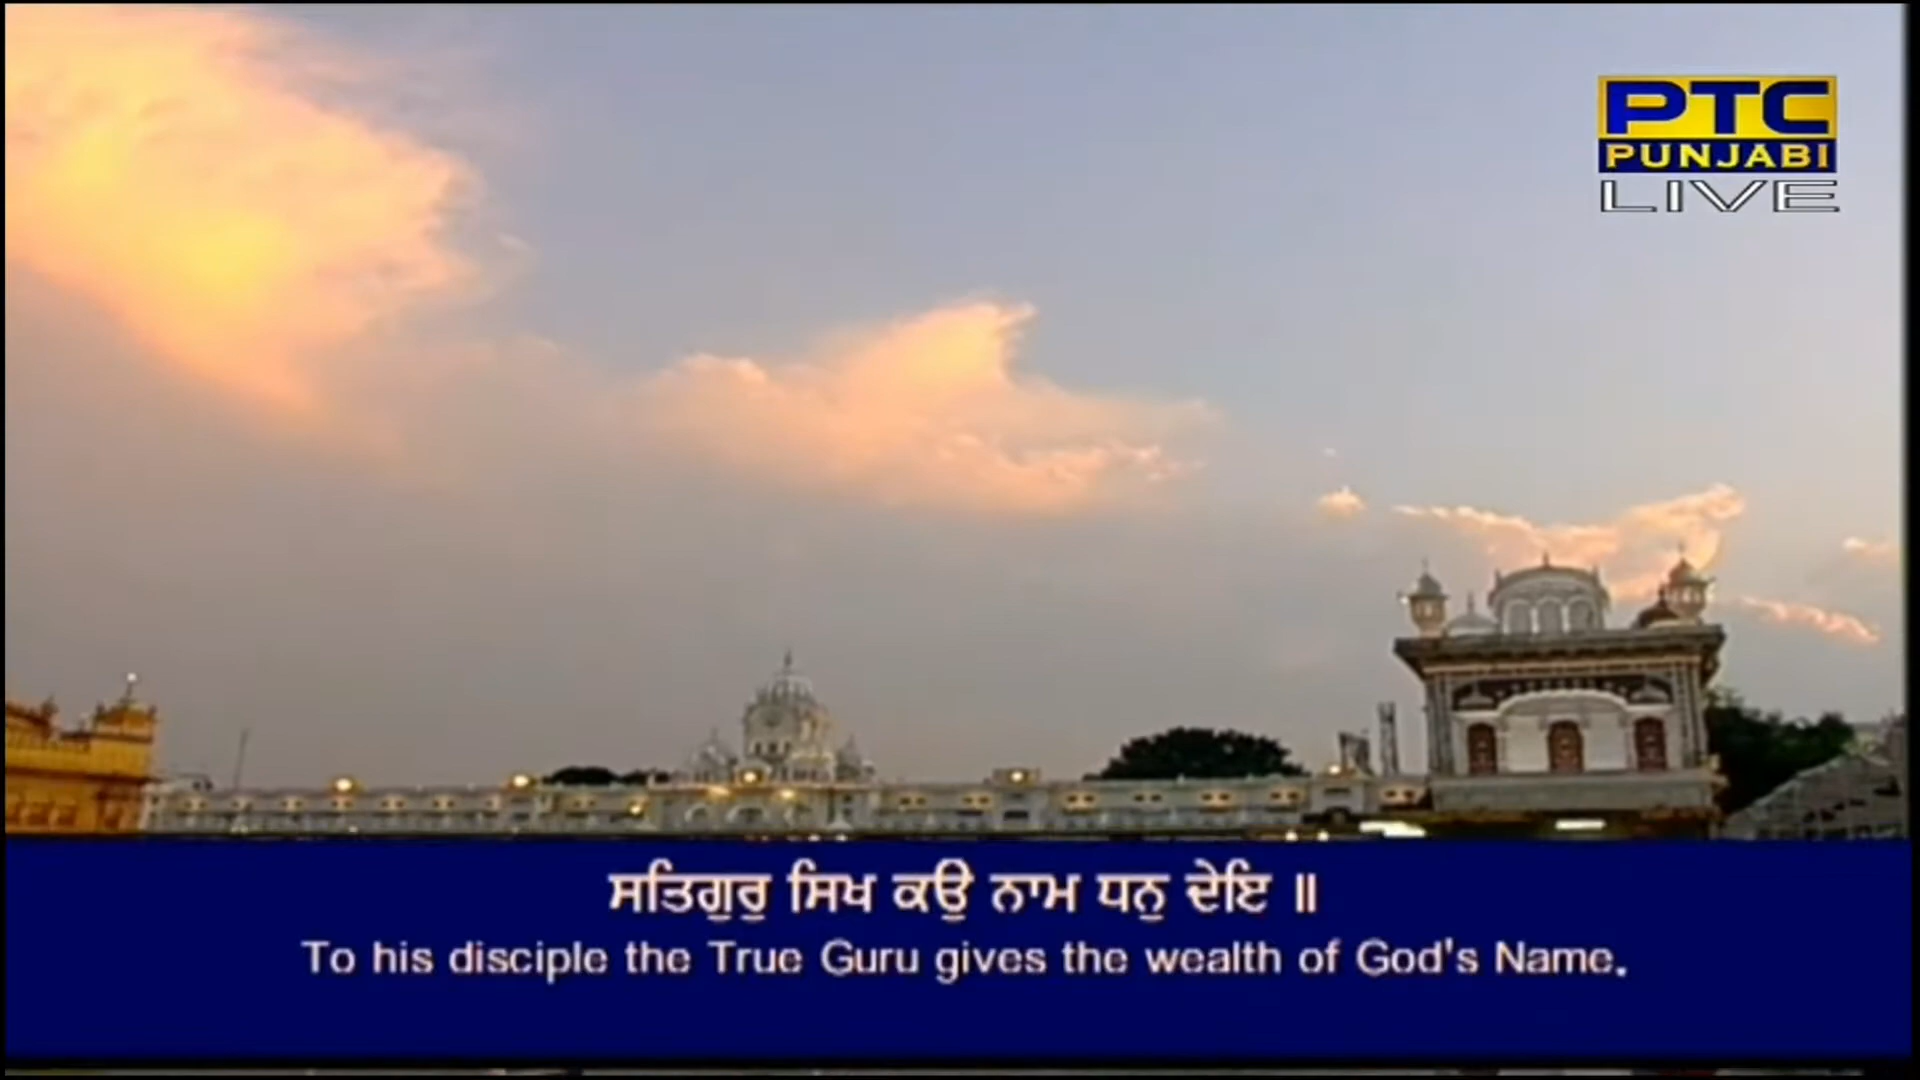 PTC
PUNJABI
LIVE
ਸਤਿਗੁਰੁ ਸਿਖ ਕਉ ਨਾਮ ਧਨੁ ਦੇਇ ॥
To his disciple the True Guru gives the wealth of God's Name.